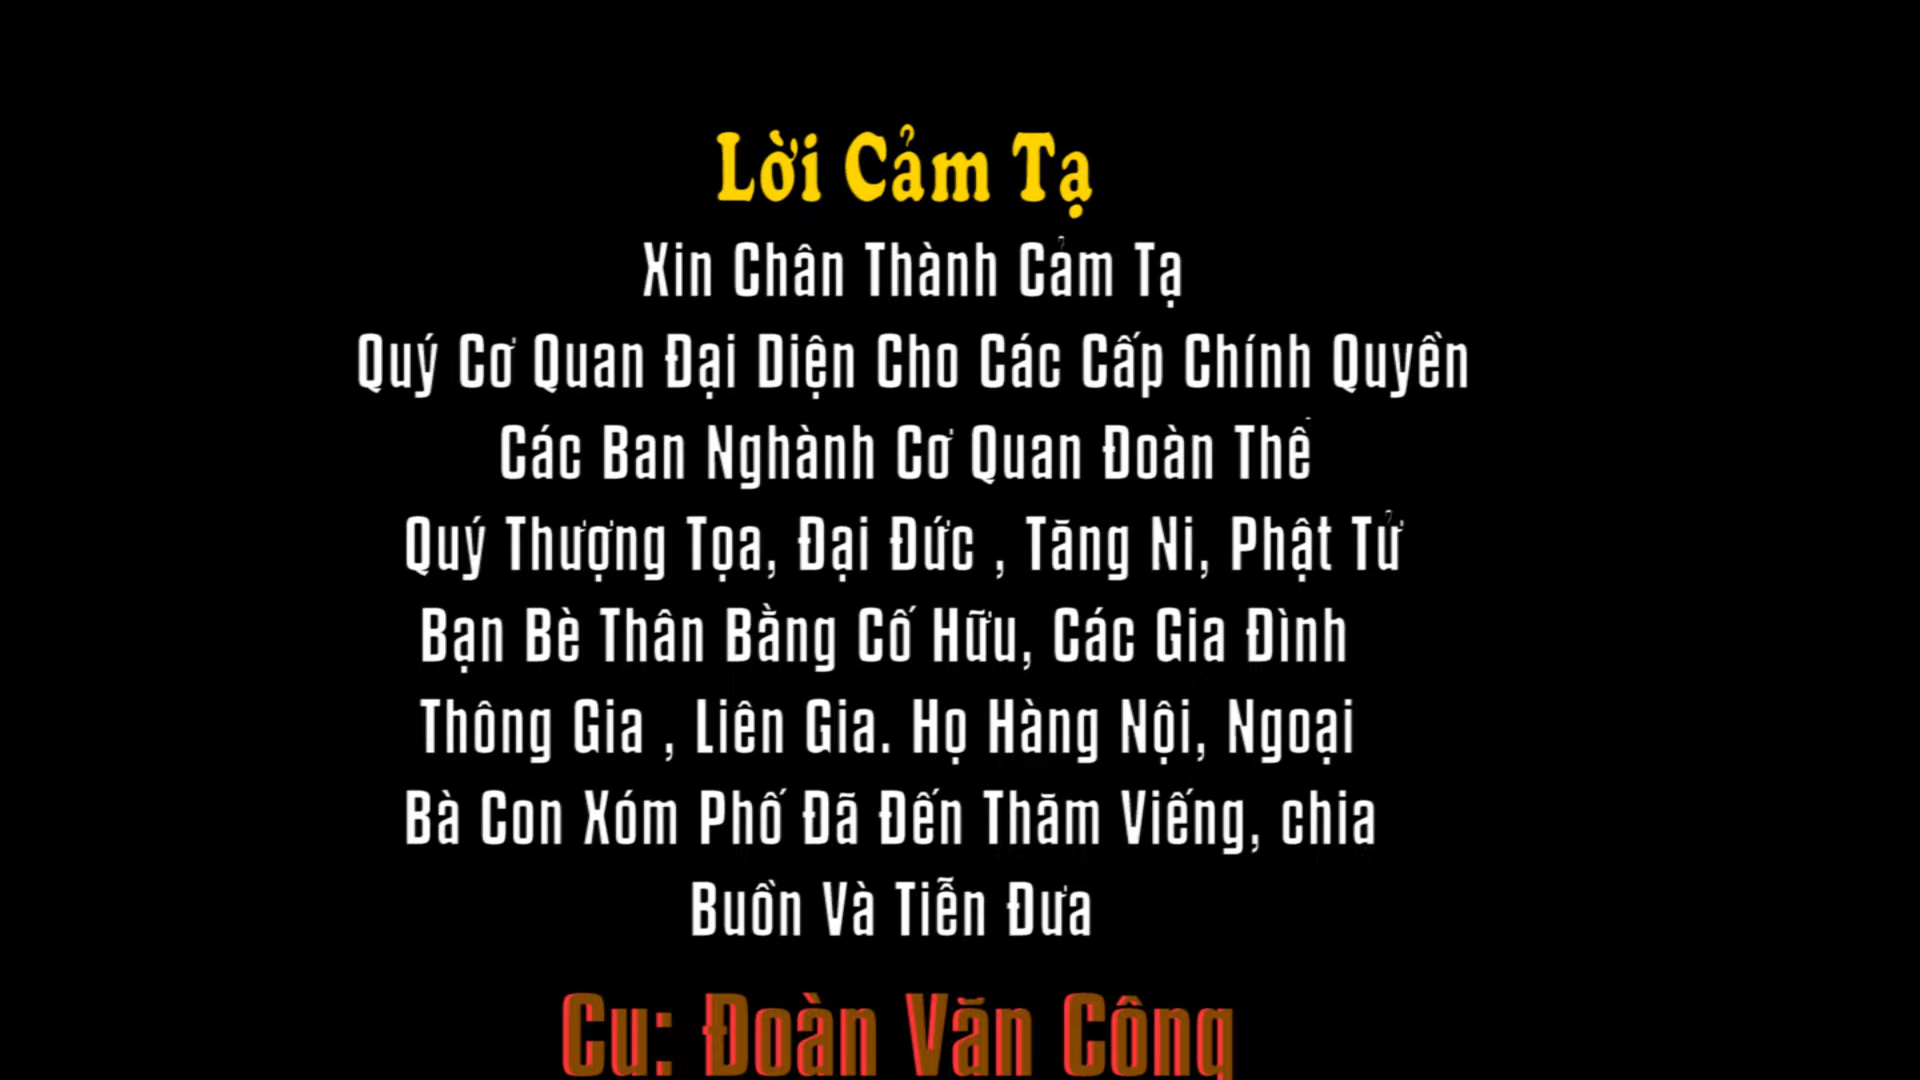 Lời Cảm Tạ
Xin Chân Thành Cảm Tạ
Quý Cơ Quan Đại Diện Cho Các Cấp Chính Quyền
Các Ban Nghành Cơ Quan Đoàn Thể
Quý Thượng Tọa, Đại Đức , Tăng Ni, Phật Tử
Bạn Bè Thân Bằng Cố Hữu, Các Gia Đình
Thông Gia , Liên Gia. Họ Hàng Nội, Ngoại
Bà Con Xóm Phố Đã Đến Thăm Viếng, chia
Buồn Và Tiễn Đưa
Cu: Đoàn Văn Công